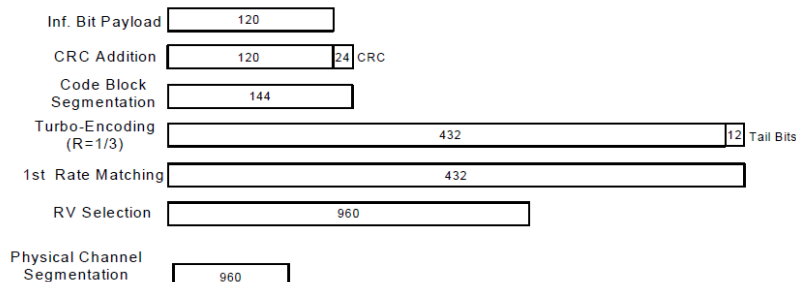 Inf. Bit Payload 120
CRC Addition 120 24 CRC
Code Block
Segmentation 144
Turbo-Encoding
(R=1/3) 432 12 Tail Bits
1st Rate Matching 432
RV Selection 960
Physical Channel
Segmentation 960